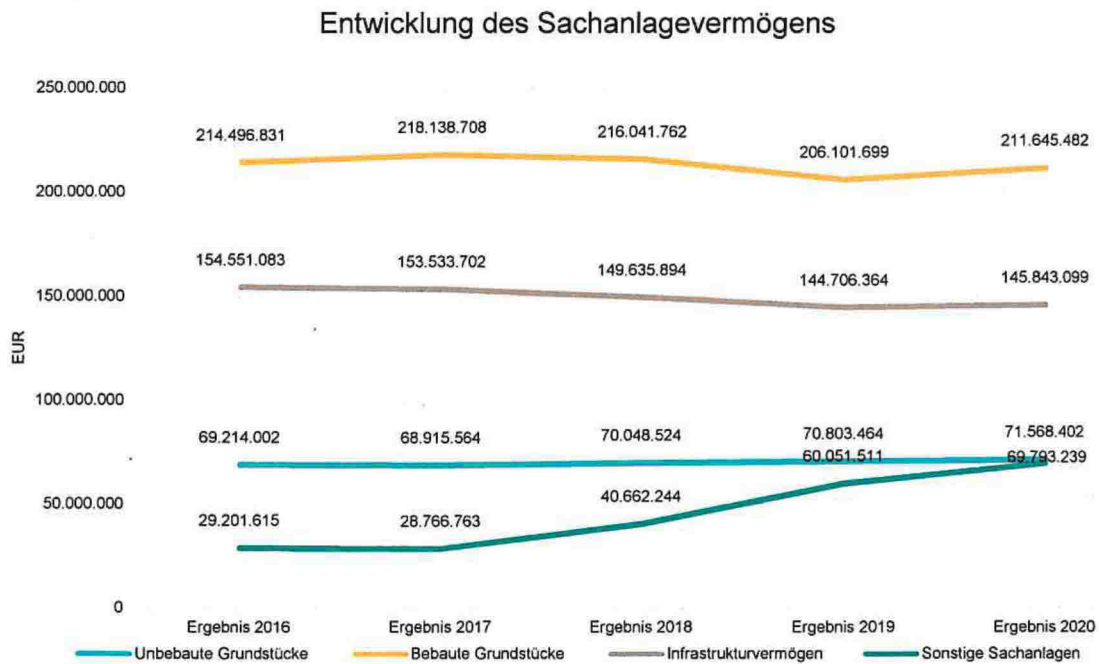 Entwicklung des Sachanlagevermögens
250.000.000
214.496.831 218.138.708 216.041.762 206.101.699 211.645.482
200.000.000
154.551.083 153.533.702 149.635.894 144.706.364 145.843.099
150.000.000
EUR
100.000.000
69.214.002 68.915.564 70.048.524 70.803.464 71.568.402
60.051.511 69.793.239
50.000.000
29.201.615 28.766.763 40.662.244
0
Ergebnis 2016 Ergebnis 2017 Ergebnis 2018 Ergebnis 2019 Ergebnis 2020
Unbebaute Grundstücke Bebaute Grundstücke Infrastrukturvermögen Sonstige Sachanlagen